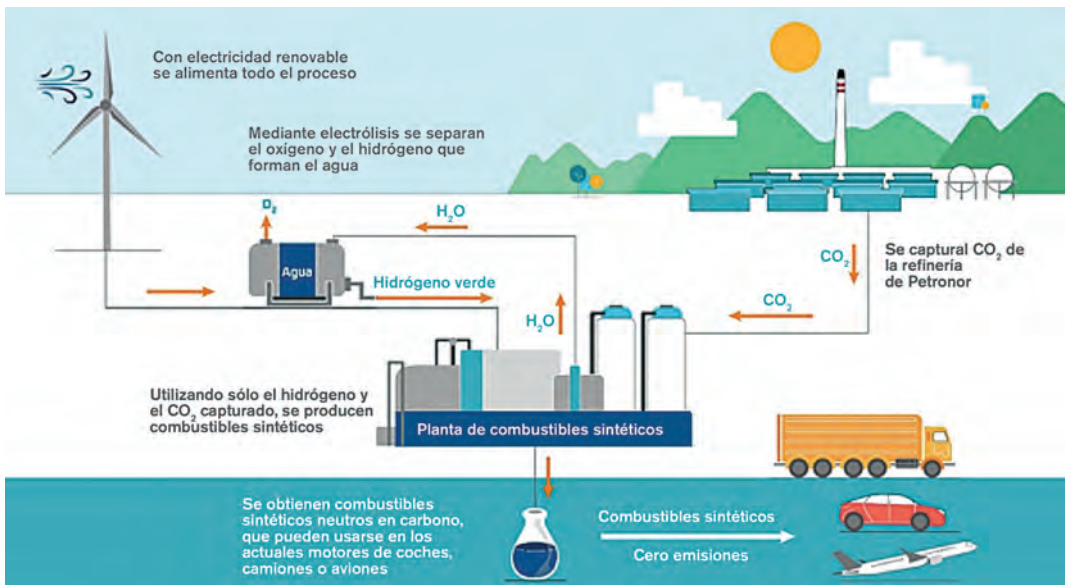 Con electricidad renovable
se alimenta todo el proceso
Mediante electrólisis se separan
el oxígeno y el hidrógeno que
forman el agua
O₂
H₂O
Agua
Hidrógeno verde
H₂O
CO₂
CO₂
Se captural CO₂ de
la refinería
de Petronor
Utilizando sólo el hidrógeno y
el CO₂ capturado, se producen
combustibles sintéticos
Planta de combustibles sintéticos
Se obtienen combustibles
sintéticos neutros en carbono,
que pueden usarse en los
actuales motores de coches,
camiones o aviones
Combustibles sintéticos
Cero emisiones